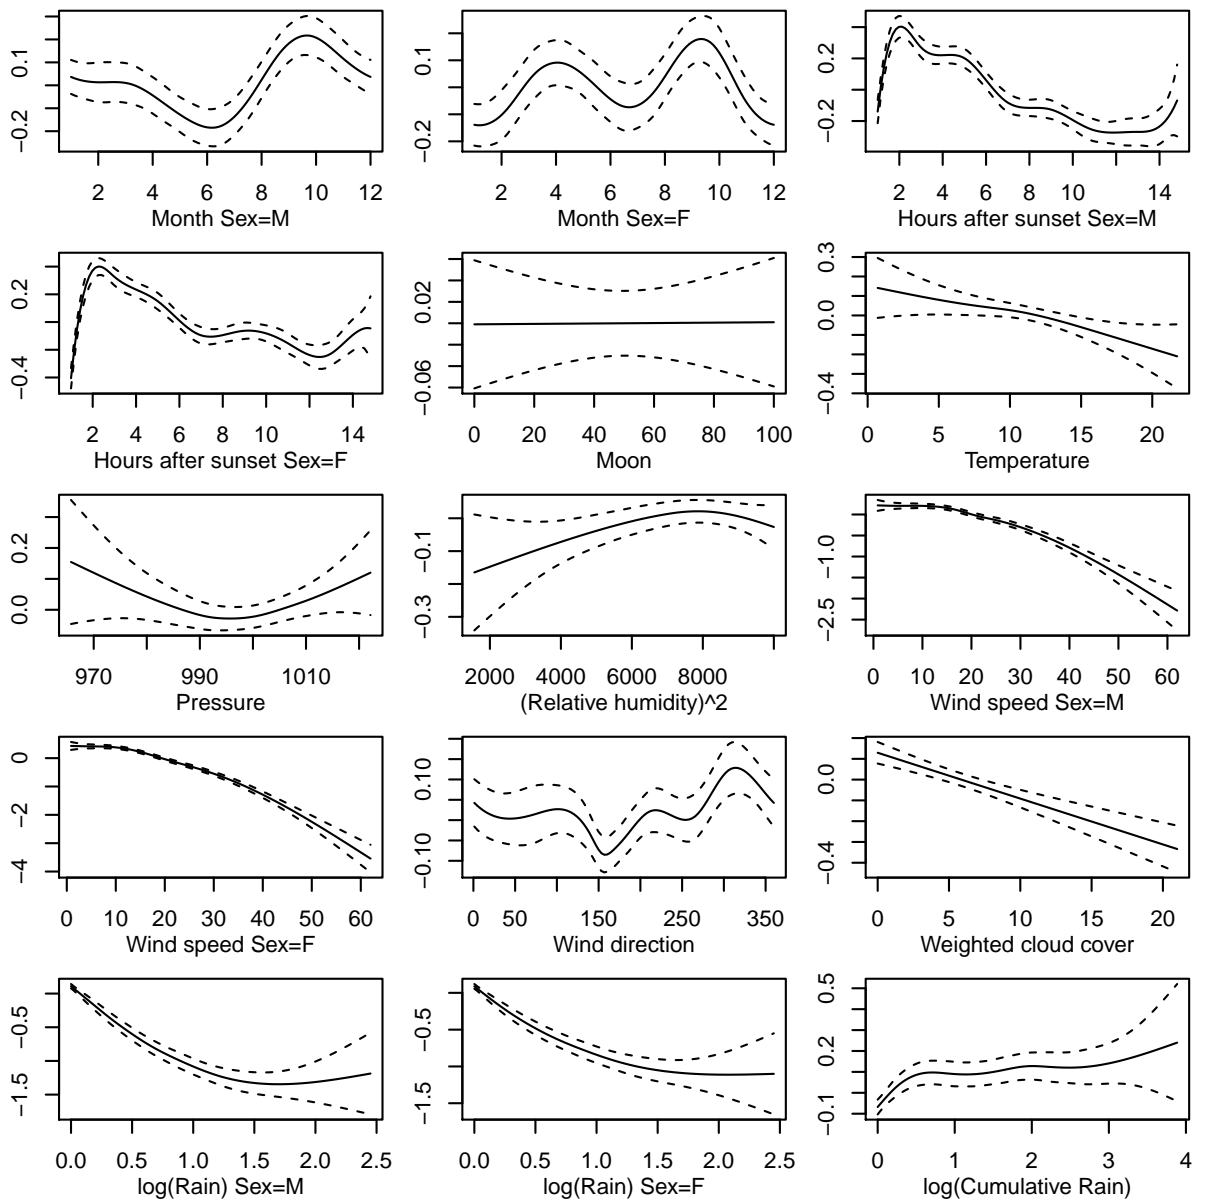 0.1
-0.2
2 4 6 8 10 12
Month Sex=M
0.1
-0.2
2 4 6 8 10 12
Month Sex=F
0.2
-0.2
2 4 6 8 10 14
Hours after sunset Sex=M
0.2
-0.4
2 4 6 8 10 14
Hours after sunset Sex=F
0.02
-0.06
0 20 40 60 80 100
Moon
0.3
0.0
-0.4
0 5 10 15 20
Temperature
0.2
0.0
970 990 1010
Pressure
-0.1
-0.3
2000 4000 6000 8000
(Relative humidity)^2
-1.0
-2.5
0 10 20 30 40 50 60
Wind speed Sex=M
0
-2
-4
0 10 20 30 40 50 60
Wind speed Sex=F
0.10
-0.10
0 50 150 250 350
Wind direction
0.0
-0.4
0 5 10 15 20
Weighted cloud cover
-0.5
-1.5
0.0 0.5 1.0 1.5 2.0 2.5
log(Rain) Sex=M
-0.5
-1.5
0.0 0.5 1.0 1.5 2.0 2.5
log(Rain) Sex=F
0.5
0.2
-0.1
0 1 2 3 4
log(Cumulative Rain)